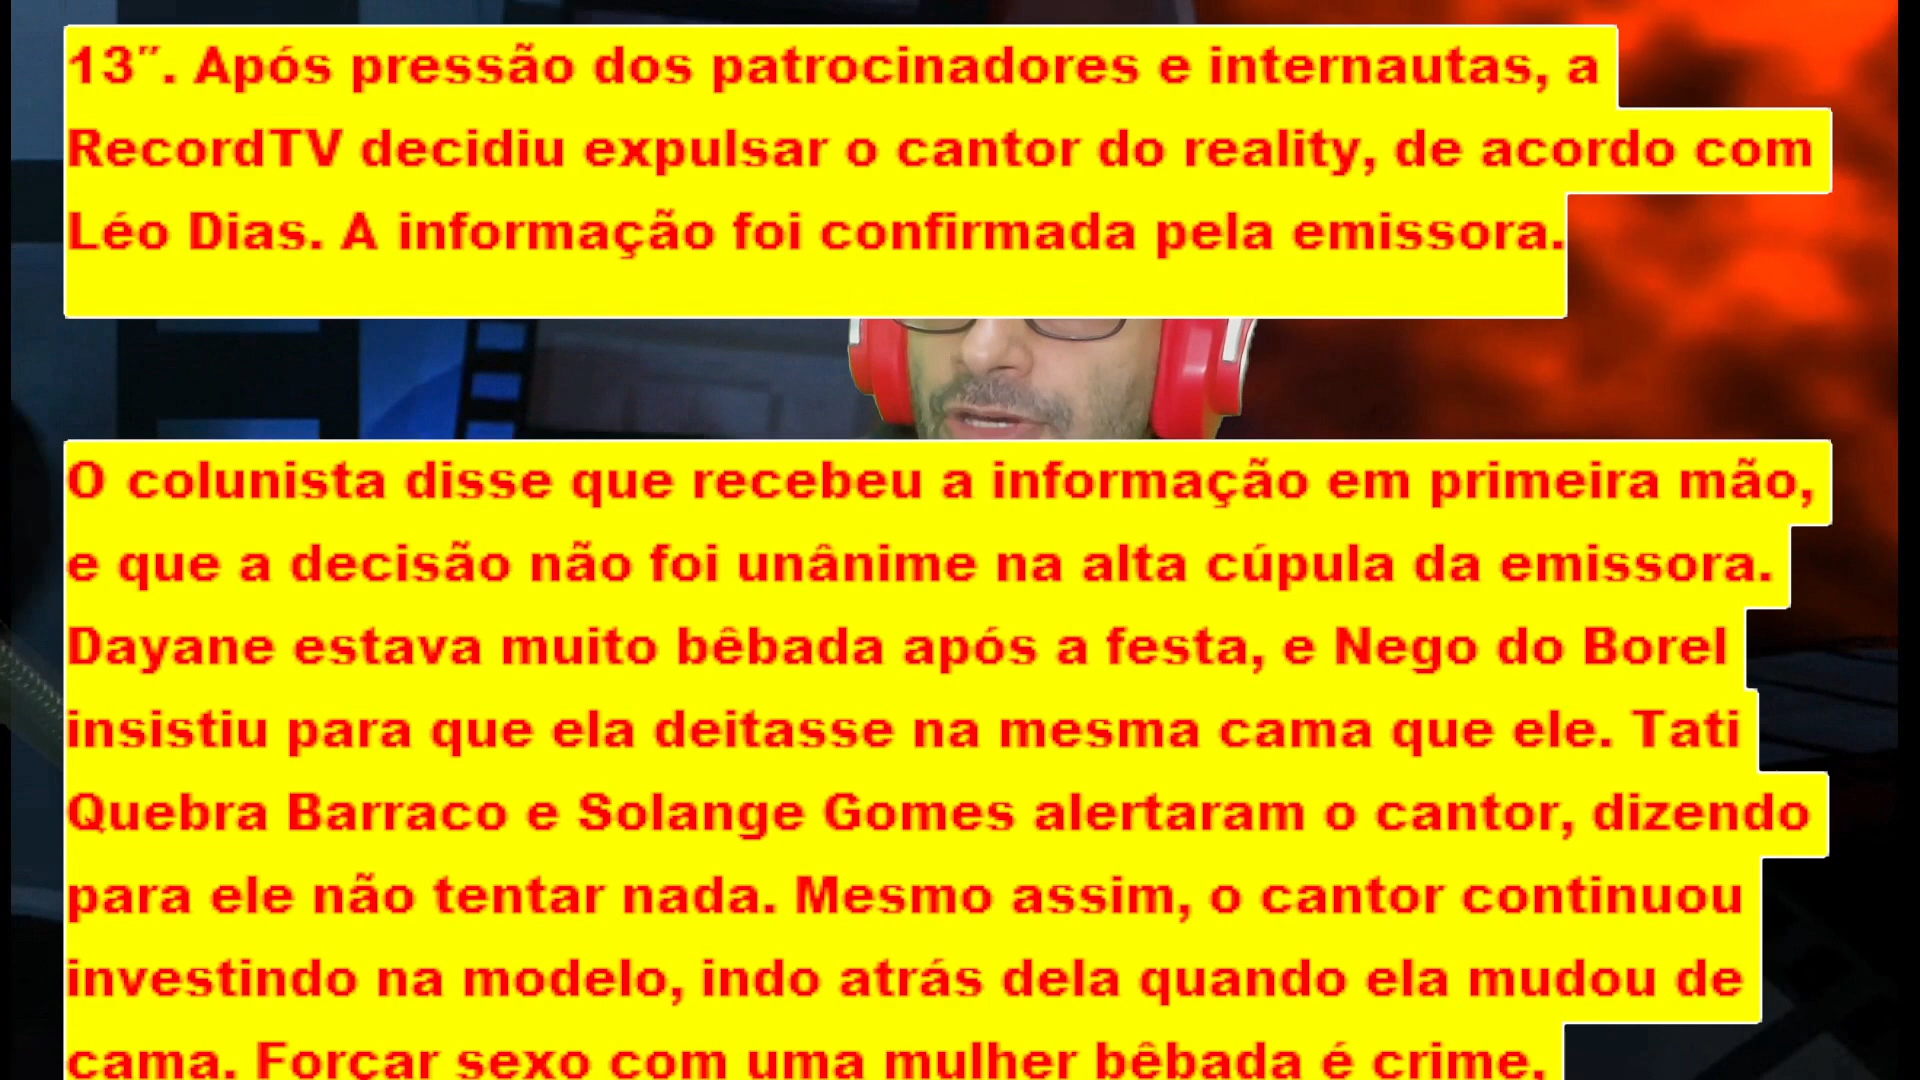 13″. Após pressão dos patrocinadores e internautas, a
RecordTV decidiu expulsar o cantor do reality, de acordo com
Léo Dias. A informação foi confirmada pela emissora.
O colunista disse que recebeu a informação em primeira mão,
e que a decisão não foi unânime na alta cúpula da emissora.
Dayane estava muito bêbada após a festa, e Nego do Borel
insistiu para que ela deitasse na mesma cama que ele. Tati
Quebra Barraco e Solange Gomes alertaram o cantor, dizendo
para ele não tentar nada. Mesmo assim, o cantor continuou
investindo na modelo, indo atrás dela quando ela mudou de
cama. Forçar sexo com uma mulher bêbada é crime.